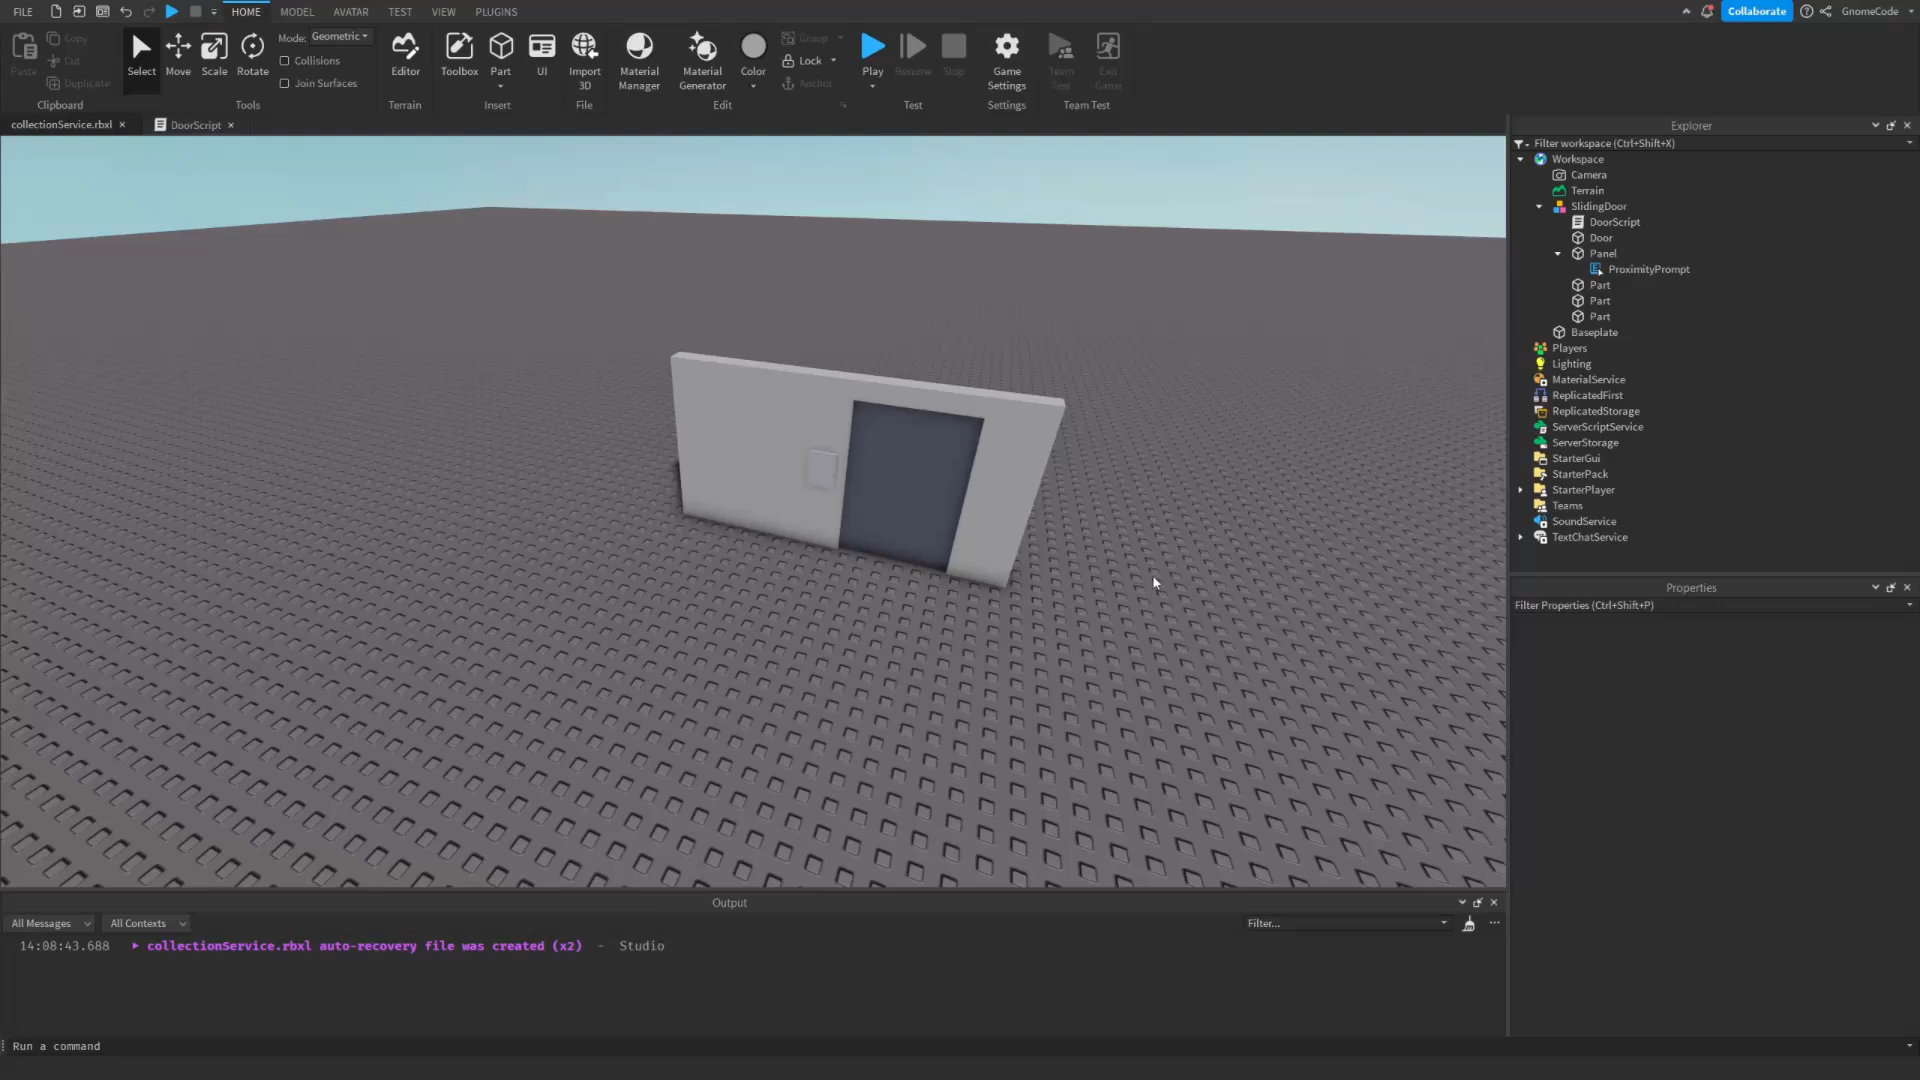 FILE HOME MODEL AVATAR TEST VIEW PLUGINS Collaborate GnomeCode
Paste Copy Cut Duplicate Clipboard
Select Move Scale Rotate Mode: Geometric Collisions Join Surfaces Tools
Editor Terrain
Toolbox Part UI Insert
Import 3D File
Material Manager Material Generator Color Group Lock Anchor Edit
Play Resume Stop Test
Game Settings Settings
Team Test Exit Game Team Test
collectionService.rbxl DoorScript
Explorer
Filter workspace (Ctrl+Shift+X)
Workspace
Camera
Terrain
SlidingDoor
DoorScript
Door
Panel
ProximityPrompt
Part
Part
Part
Baseplate
Players
Lighting
MaterialService
ReplicatedFirst
ReplicatedStorage
ServerScriptService
ServerStorage
StarterGui
StarterPack
StarterPlayer
Teams
SoundService
TextChatService
Properties
Filter Properties (Ctrl+Shift+P)
Output
All Messages All Contexts Filter...
14:08:43.688 collectionService.rbxl auto-recovery file was created (x2) - Studio
Run a command